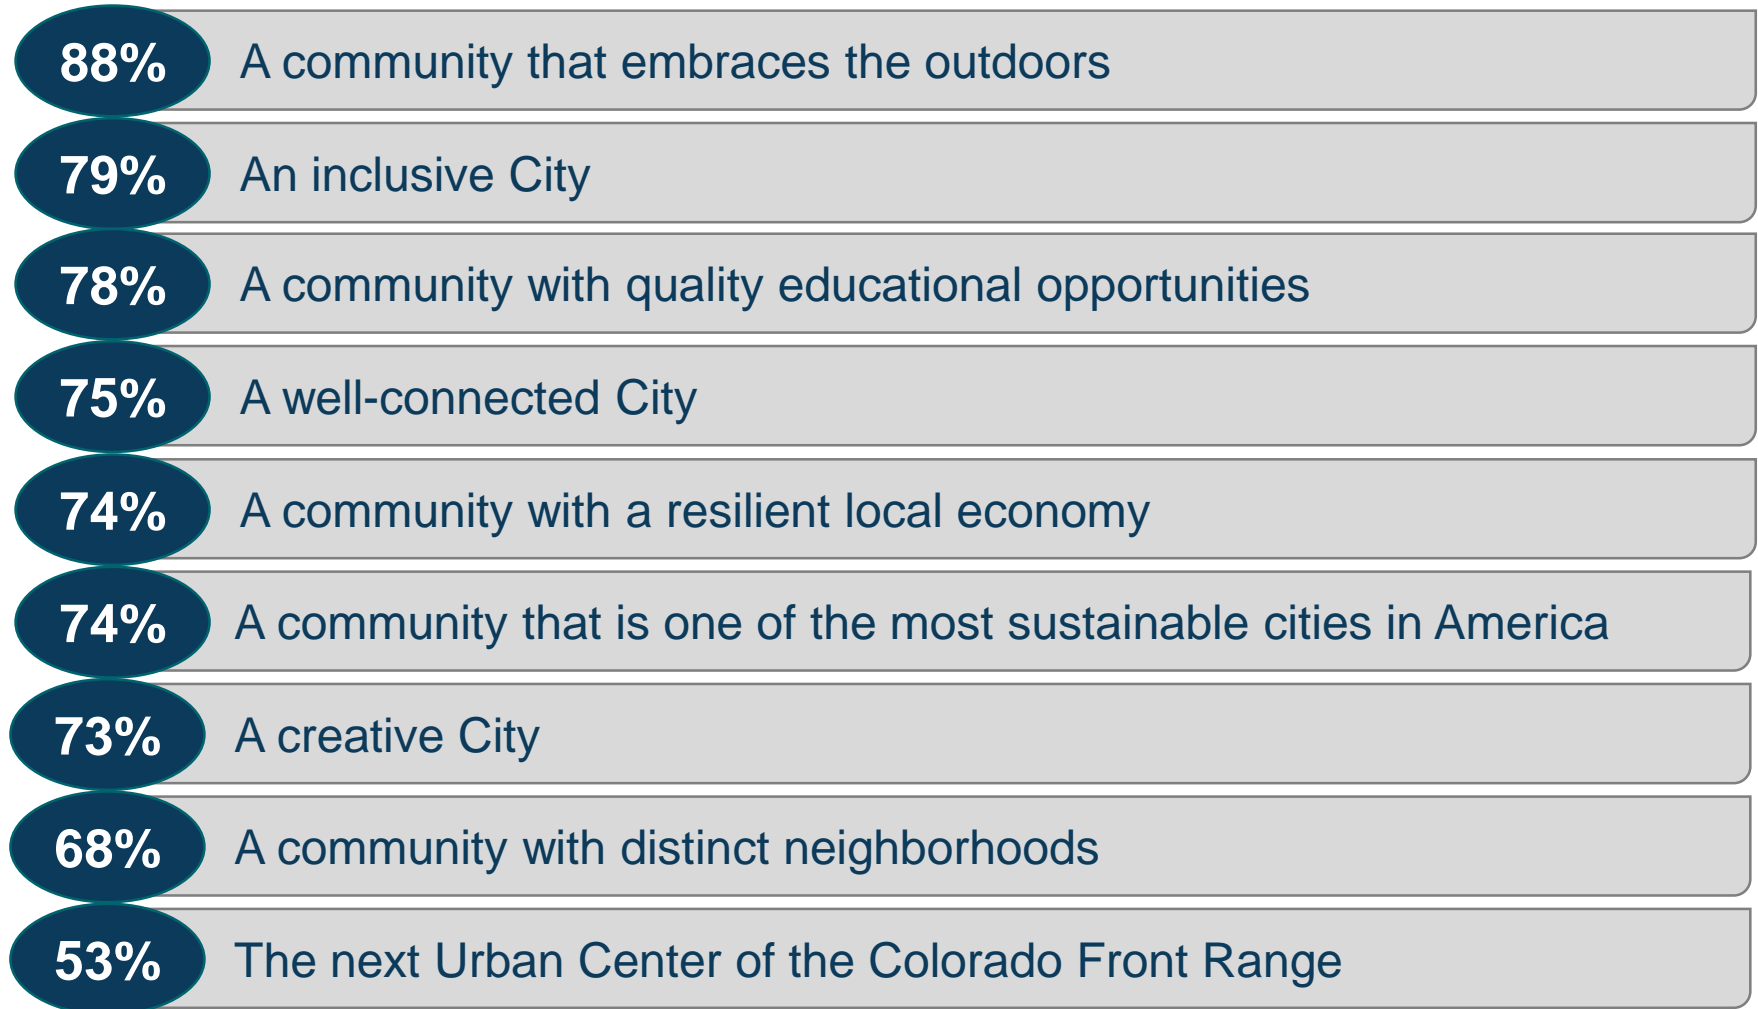 88% A community that embraces the outdoors
79% An inclusive City
78% A community with quality educational opportunities
75% A well-connected City
74% A community with a resilient local economy
74% A community that is one of the most sustainable cities in America
73% A creative City
68% A community with distinct neighborhoods
53% The next Urban Center of the Colorado Front Range